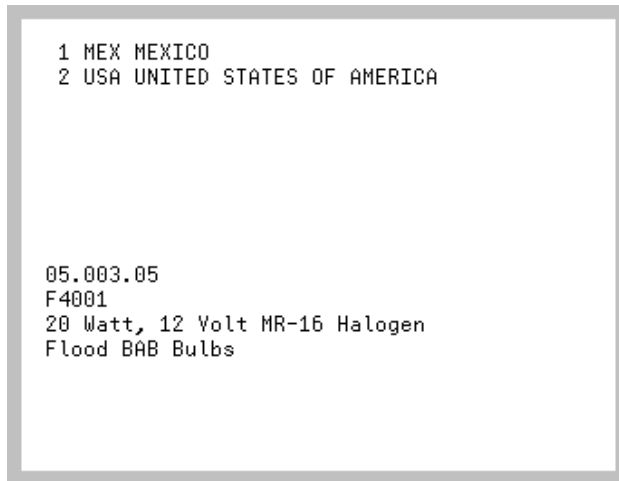 1 MEX MEXICO
2 USA UNITED STATES OF AMERICA
05.003.05
F4001
20 Watt, 12 Volt MR-16 Halogen
Flood BAB Bulbs